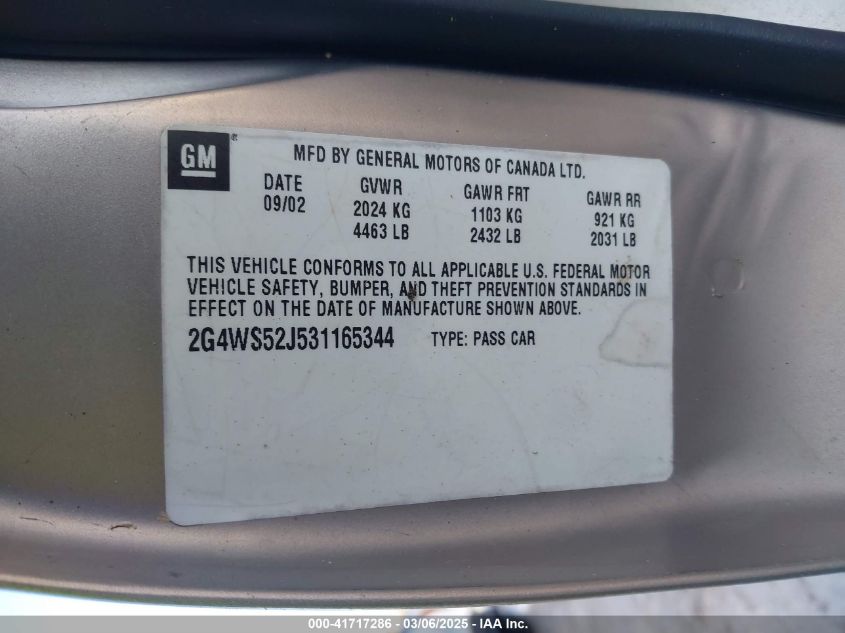 GM®
MFD BY GENERAL MOTORS OF CANADA LTD.
DATE GVWR GAWR FRT GAWR RR
09/02 2024 KG 1103 KG 921 KG
4463 LB 2432 LB 2031 LB
THIS VEHICLE CONFORMS TO ALL APPLICABLE U.S. FEDERAL MOTOR
VEHICLE SAFETY, BUMPER, AND THEFT PREVENTION STANDARDS IN
EFFECT ON THE DATE OF MANUFACTURE SHOWN ABOVE.
2G4WS52J531165344 TYPE: PASS CAR
000-41717286 - 03/06/2025 - IAA Inc.